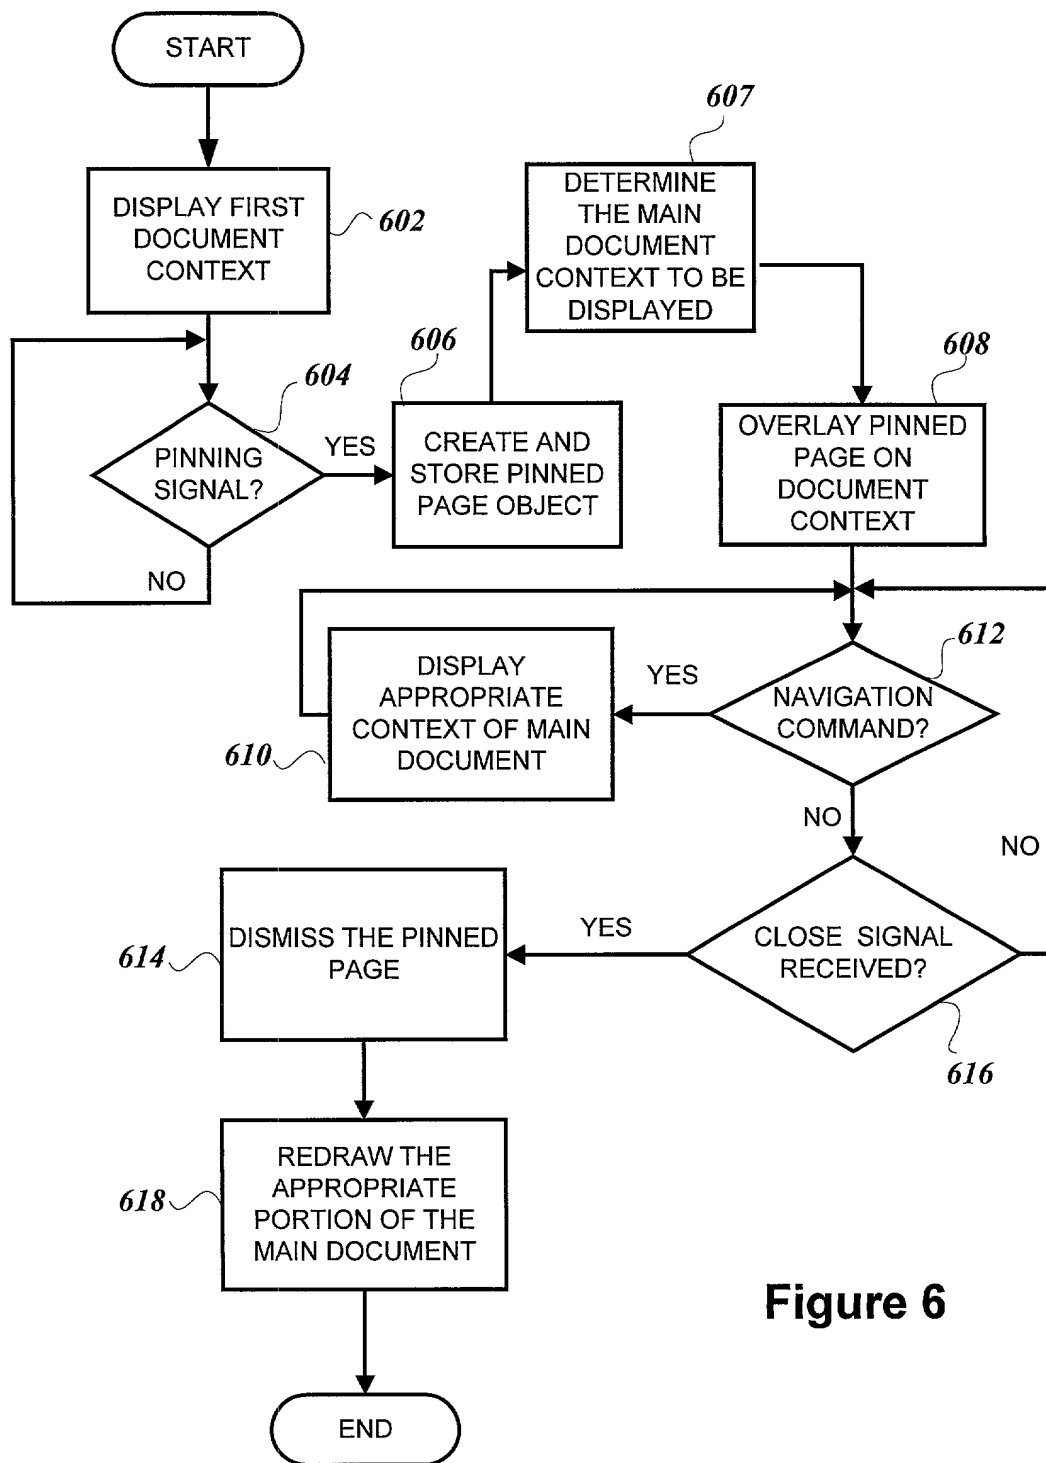 START
607
DISPLAY FIRST
DOCUMENT
CONTEXT
602
DETERMINE
THE MAIN
DOCUMENT
CONTEXT TO BE
DISPLAYED
606
608
604
PINNING
SIGNAL?
YES
NO
CREATE AND
STORE PINNED
PAGE OBJECT
OVERLAY PINNED
PAGE ON
DOCUMENT
CONTEXT
612
NAVIGATION
COMMAND?
YES
DISPLAY
APPROPRIATE
CONTEXT OF MAIN
DOCUMENT
610
NO
NO
CLOSE SIGNAL
RECEIVED?
616
YES
DISMISS THE PINNED
PAGE
614
REDRAW THE
APPROPRIATE
PORTION OF THE
MAIN DOCUMENT
618
Figure 6
END